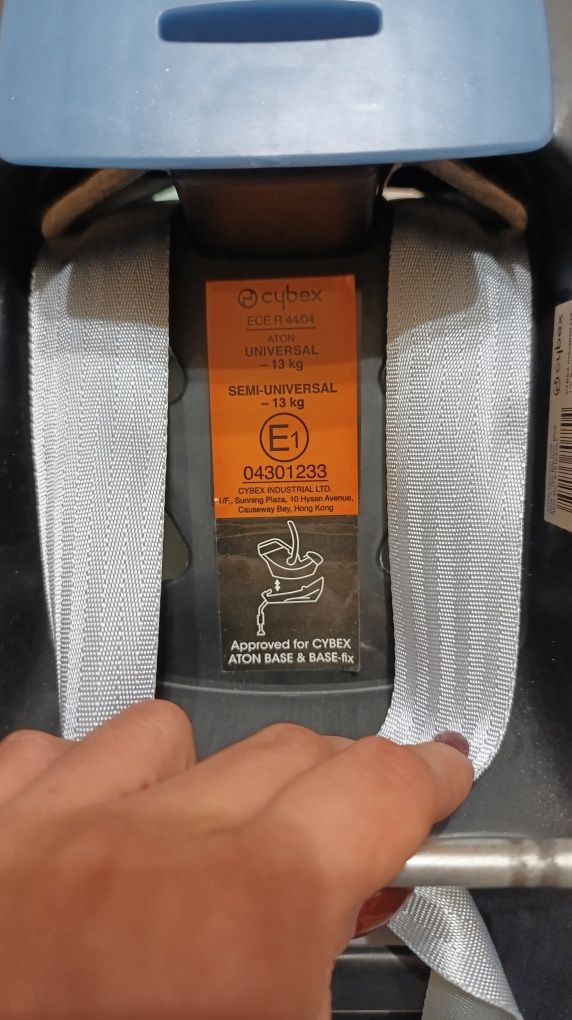 cybex
ECE R 44/04
ATON
UNIVERSAL
– 13 kg
SEMI-UNIVERSAL
– 13 kg
E1
04301233
CYBEX INDUSTRIAL LTD.
/F., Sunning Plaza, 10 Hysan Avenue,
Causeway Bay, Hong Kong
Approved for CYBEX
ATON BASE & BASE-fix
cybex